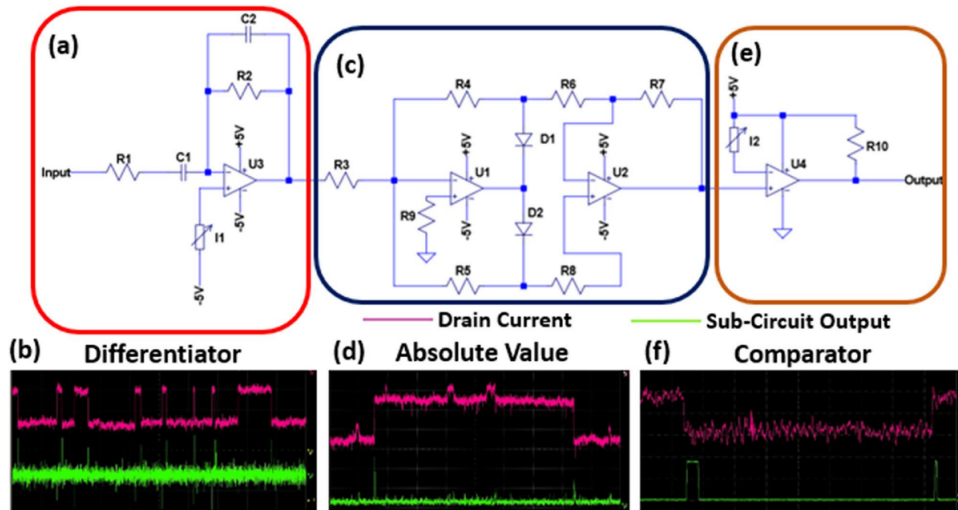 (a)
C2
R2
+5V
U3
Input
R1
C1
-5V
I1
-5V
(c)
R4
R6
R7
+5V
D1
+5V
R3
U1
U2
R9
-5V
D2
-5V
R5
R8
(e)
+5V
I2
R10
U4
Output
Drain Current
Sub-Circuit Output
(b) Differentiator
(d) Absolute Value
(f) Comparator